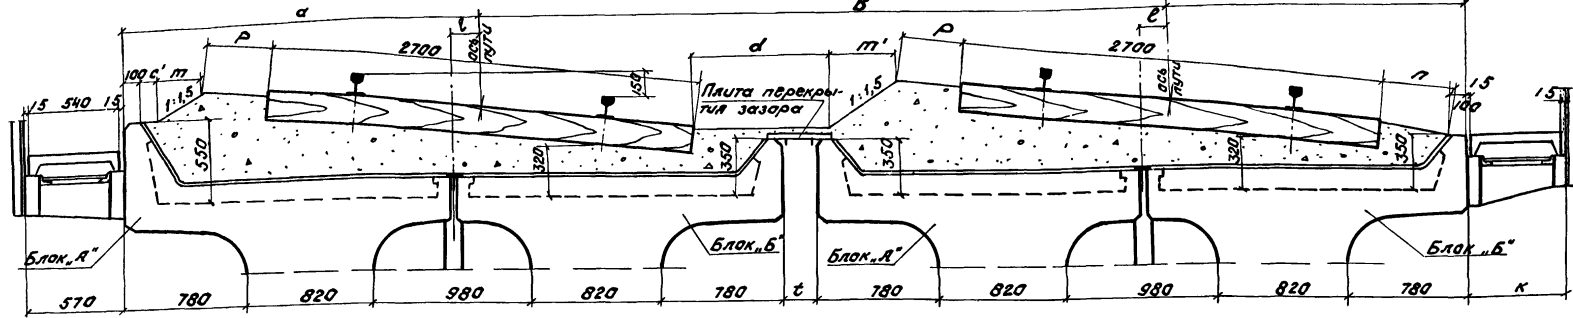 а
в
ℓ
ось
пути
ℓ
ось
пути
р
2700
d
m'
р
2700
п
15
100
100 с' m
1:1,5
150
Плита перекры-
тия зазора
1:1,5
15 540 15
15
550
320
350
350
320
350
Блок „А"
Блок „Б"
Блок „А"
Блок „Б"
570
780
820
980
820
780
t
780
820
980
820
780
к